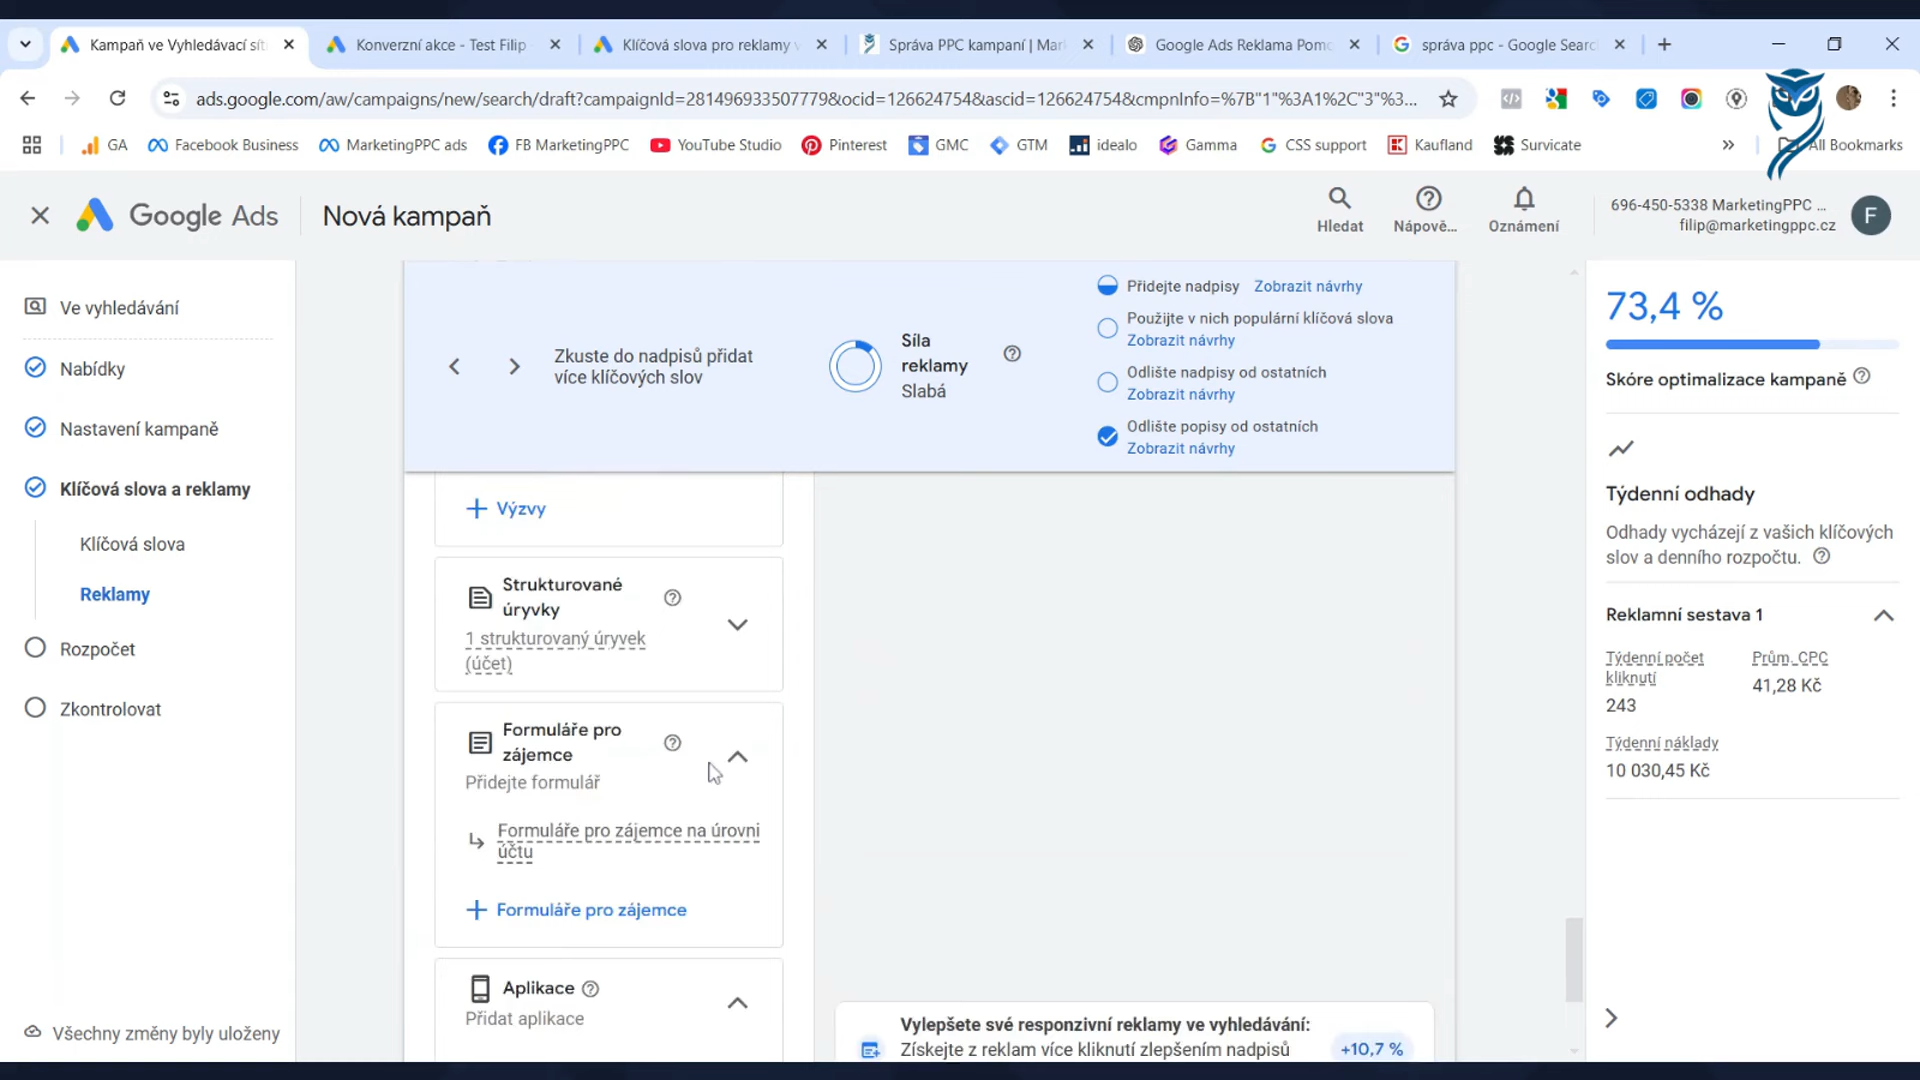 Kampaň ve Vyhledávací sít
Konverzní akce - Test Filip
Klíčová slova pro reklamy v
Správa PPC kampaní | Mark
Google Ads Reklama Pomo
správa ppc - Google Searc
ads.google.com/aw/campaigns/new/search/draft?campaignId=281496933507779&ocid=126624754&ascid=126624754&cmpnInfo=%7B"1"%3A1%2C"3"%3...
GA
Facebook Business
MarketingPPC ads
FB MarketingPPC
YouTube Studio
Pinterest
GMC
GTM
idealo
Gamma
CSS support
Kaufland
Survicate
»
All Bookmarks
Google Ads
Nová kampaň
Hledat
Nápově...
Oznámení
696-450-5338 MarketingPPC ...
filip@marketingppc.cz
F
Ve vyhledávání
Nabídky
Nastavení kampaně
Klíčová slova a reklamy
Klíčová slova
Reklamy
Rozpočet
Zkontrolovat
Všechny změny byly uloženy
Zkuste do nadpisů přidat
více klíčových slov
Síla
reklamy
Slabá
Přidejte nadpisy Zobrazit návrhy
Použijte v nich populární klíčová slova
Zobrazit návrhy
Odlište nadpisy od ostatních
Zobrazit návrhy
Odlište popisy od ostatních
Zobrazit návrhy
+ Výzvy
Strukturované
úryvky
1 strukturovaný úryvek
(účet)
Formuláře pro
zájemce
Přidejte formulář
Formuláře pro zájemce na úrovni
účtu
+ Formuláře pro zájemce
Aplikace
Přidat aplikace
Vylepšete své responzivní reklamy ve vyhledávání:
Získejte z reklam více kliknutí zlepšením nadpisů
+10,7 %
73,4 %
Skóre optimalizace kampaně
Týdenní odhady
Odhady vycházejí z vašich klíčových
slov a denního rozpočtu.
Reklamní sestava 1
Týdenní počet
kliknutí
243
Prům. CPC
41,28 Kč
Týdenní náklady
10 030,45 Kč